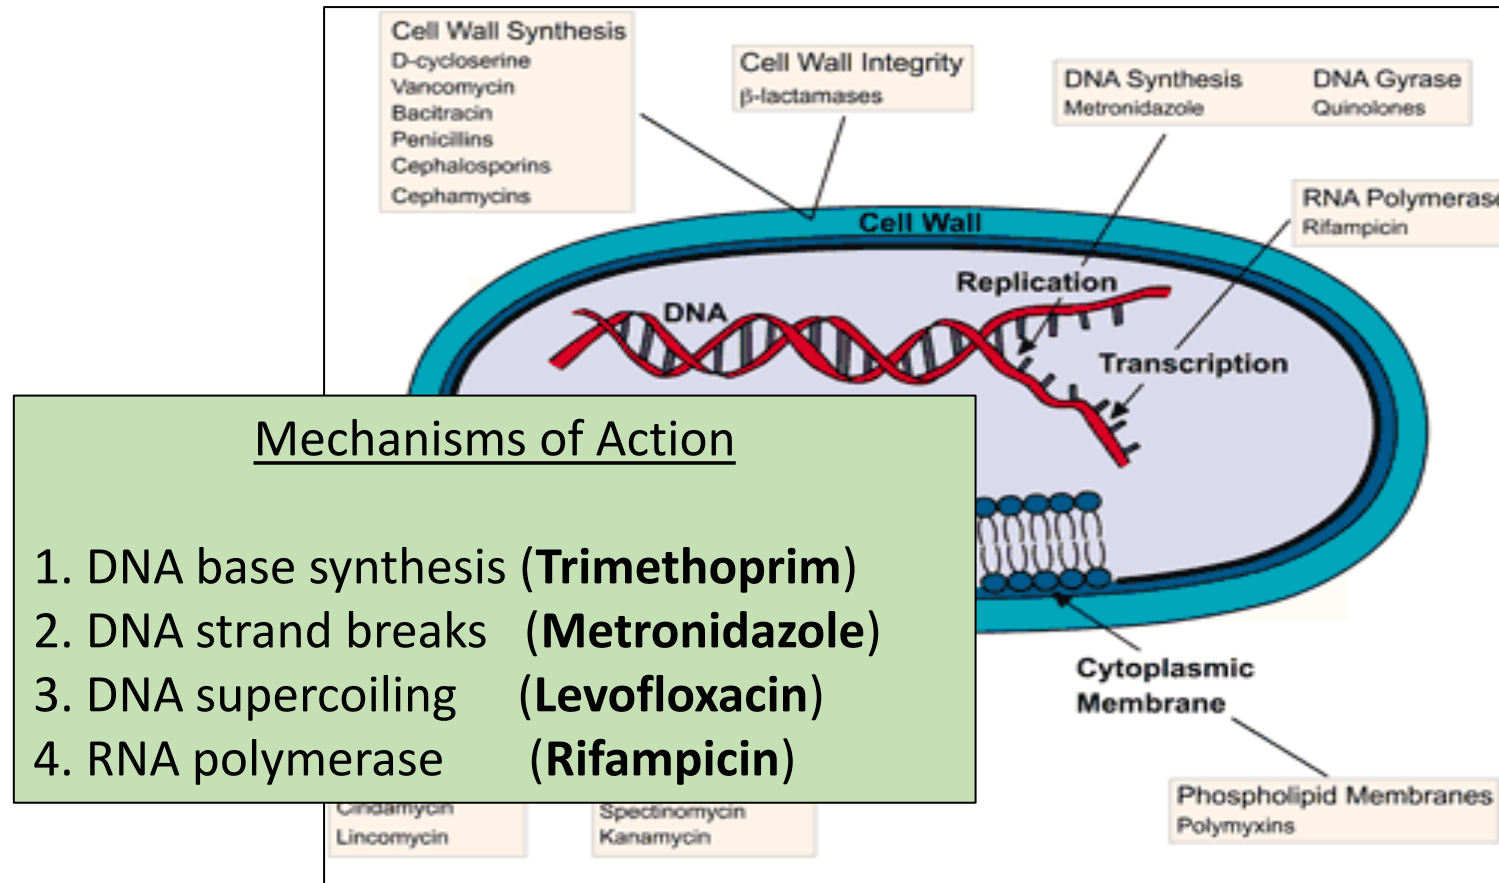 Cell Wall Synthesis
D-cycloserine
Vancomycin
Bacitracin
Penicillins
Cephalosporins
Cephamycins
Cell Wall Integrity
β-lactamases
DNA Synthesis
Metronidazole
DNA Gyrase
Quinolones
RNA Polymerase
Rifampicin
Cell Wall
Replication
DNA
Transcription
Mechanisms of Action
1. DNA base synthesis (Trimethoprim)
2. DNA strand breaks (Metronidazole)
3. DNA supercoiling (Levofloxacin)
4. RNA polymerase (Rifampicin)
Cytoplasmic
Membrane
Phospholipid Membranes
Polymyxins
Cindamycin
Lincomycin
Spectinomycin
Kanamycin